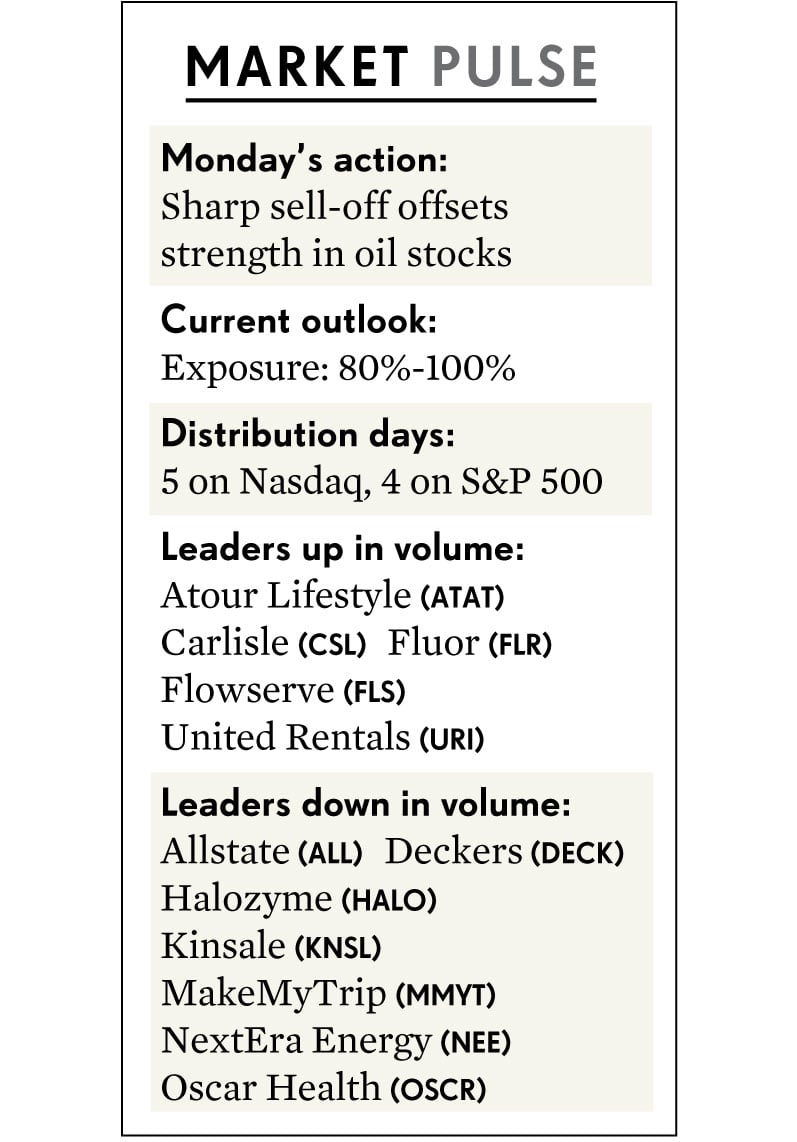 MARKET PULSE
Monday’s action:
Sharp sell-off offsets
strength in oil stocks
Current outlook:
Exposure: 80%-100%
Distribution days:
5 on Nasdaq, 4 on S&P 500
Leaders up in volume:
Atour Lifestyle (ATAT)
Carlisle (CSL) Fluor (FLR)
Flowserve (FLS)
United Rentals (URI)
Leaders down in volume:
Allstate (ALL) Deckers (DECK)
Halozyme (HALO)
Kinsale (KNSL)
MakeMyTrip (MMYT)
NextEra Energy (NEE)
Oscar Health (OSCR)